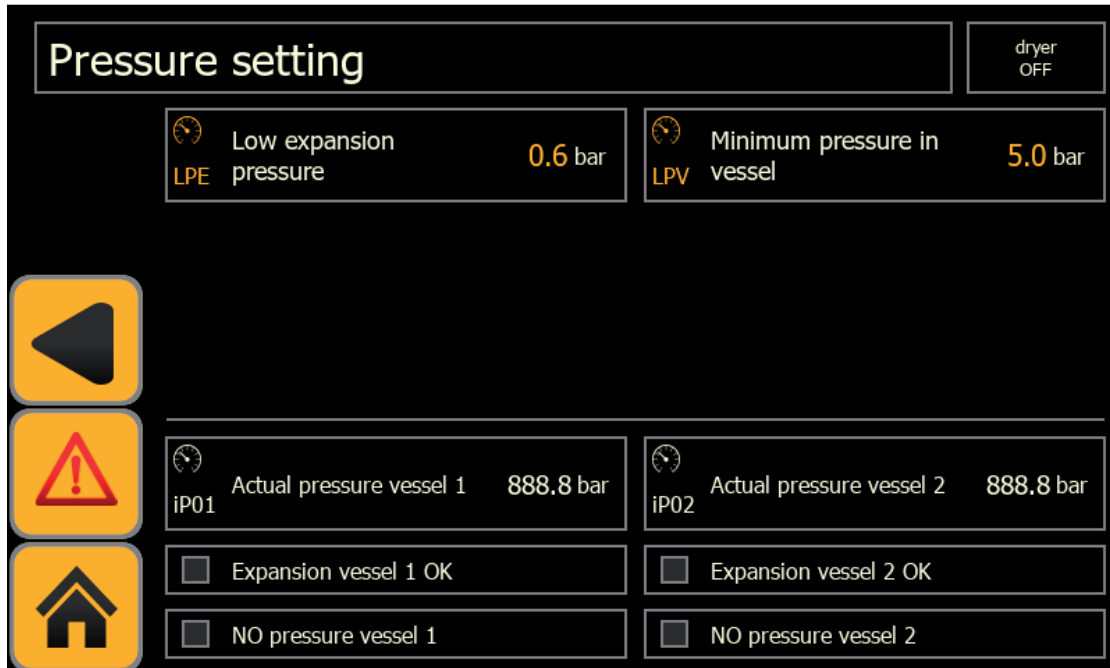 Pressure setting
dryer
OFF
LPE
Low expansion
pressure
0.6 bar
LPV
Minimum pressure in
vessel
5.0 bar
iP01
Actual pressure vessel 1
888.8 bar
iP02
Actual pressure vessel 2
888.8 bar
Expansion vessel 1 OK
Expansion vessel 2 OK
NO pressure vessel 1
NO pressure vessel 2